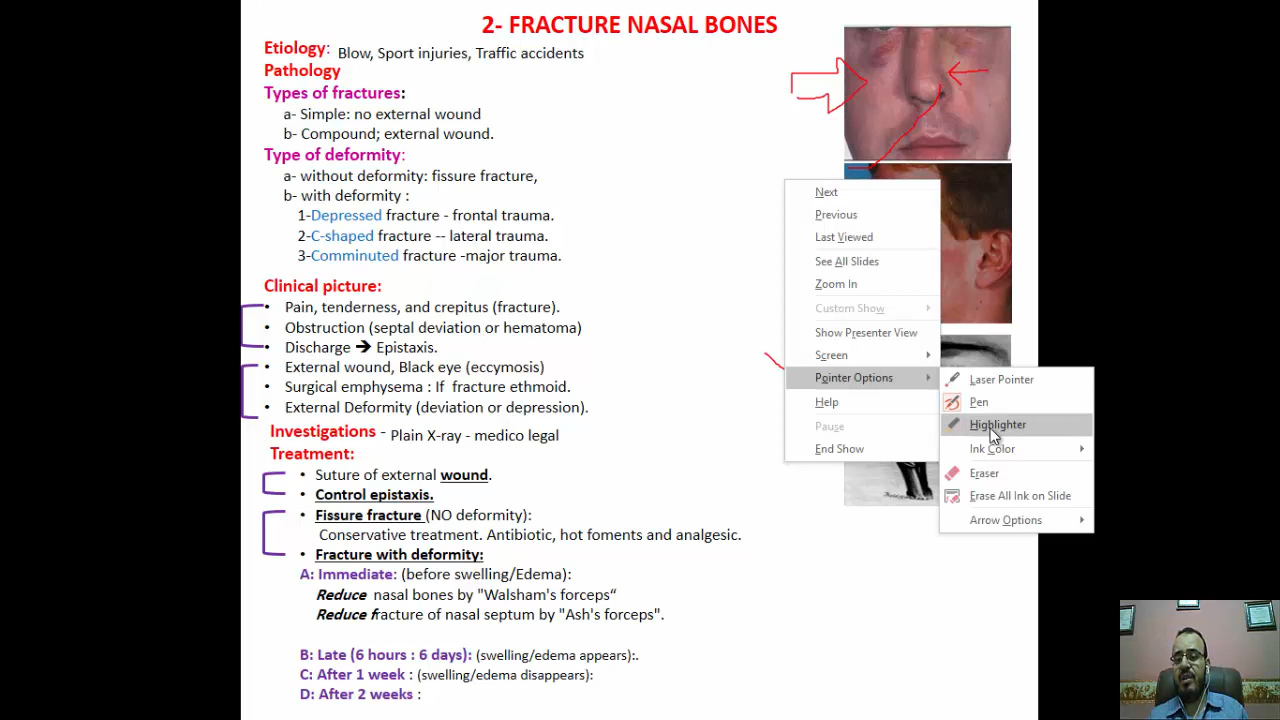 2- FRACTURE NASAL BONES
Etiology: Blow, Sport injuries, Traffic accidents
Pathology
Types of fractures:
a- Simple: no external wound
b- Compound; external wound.
Type of deformity:
a- without deformity: fissure fracture,
b- with deformity :
1-Depressed fracture - frontal trauma.
2-C-shaped fracture -- lateral trauma.
3-Comminuted fracture -major trauma.
Clinical picture:
• Pain, tenderness, and crepitus (fracture).
• Obstruction (septal deviation or hematoma)
• Discharge ➔ Epistaxis.
• External wound, Black eye (eccymosis)
• Surgical emphysema : If fracture ethmoid.
• External Deformity (deviation or depression).
Investigations - Plain X-ray - medico legal
Treatment:
• Suture of external wound.
• Control epistaxis.
• Fissure fracture (NO deformity):
Conservative treatment. Antibiotic, hot foments and analgesic.
• Fracture with deformity:
A: Immediate: (before swelling/Edema):
Reduce nasal bones by "Walsham's forceps“
Reduce fracture of nasal septum by "Ash's forceps".
B: Late (6 hours : 6 days): (swelling/edema appears):.
C: After 1 week : (swelling/edema disappears):
D: After 2 weeks :
Next
Previous
Last Viewed
See All Slides
Zoom In
Custom Show
Show Presenter View
Screen
Pointer Options
Help
Pause
End Show
Laser Pointer
Pen
Highlighter
Ink Color
Eraser
Erase All Ink on Slide
Arrow Options